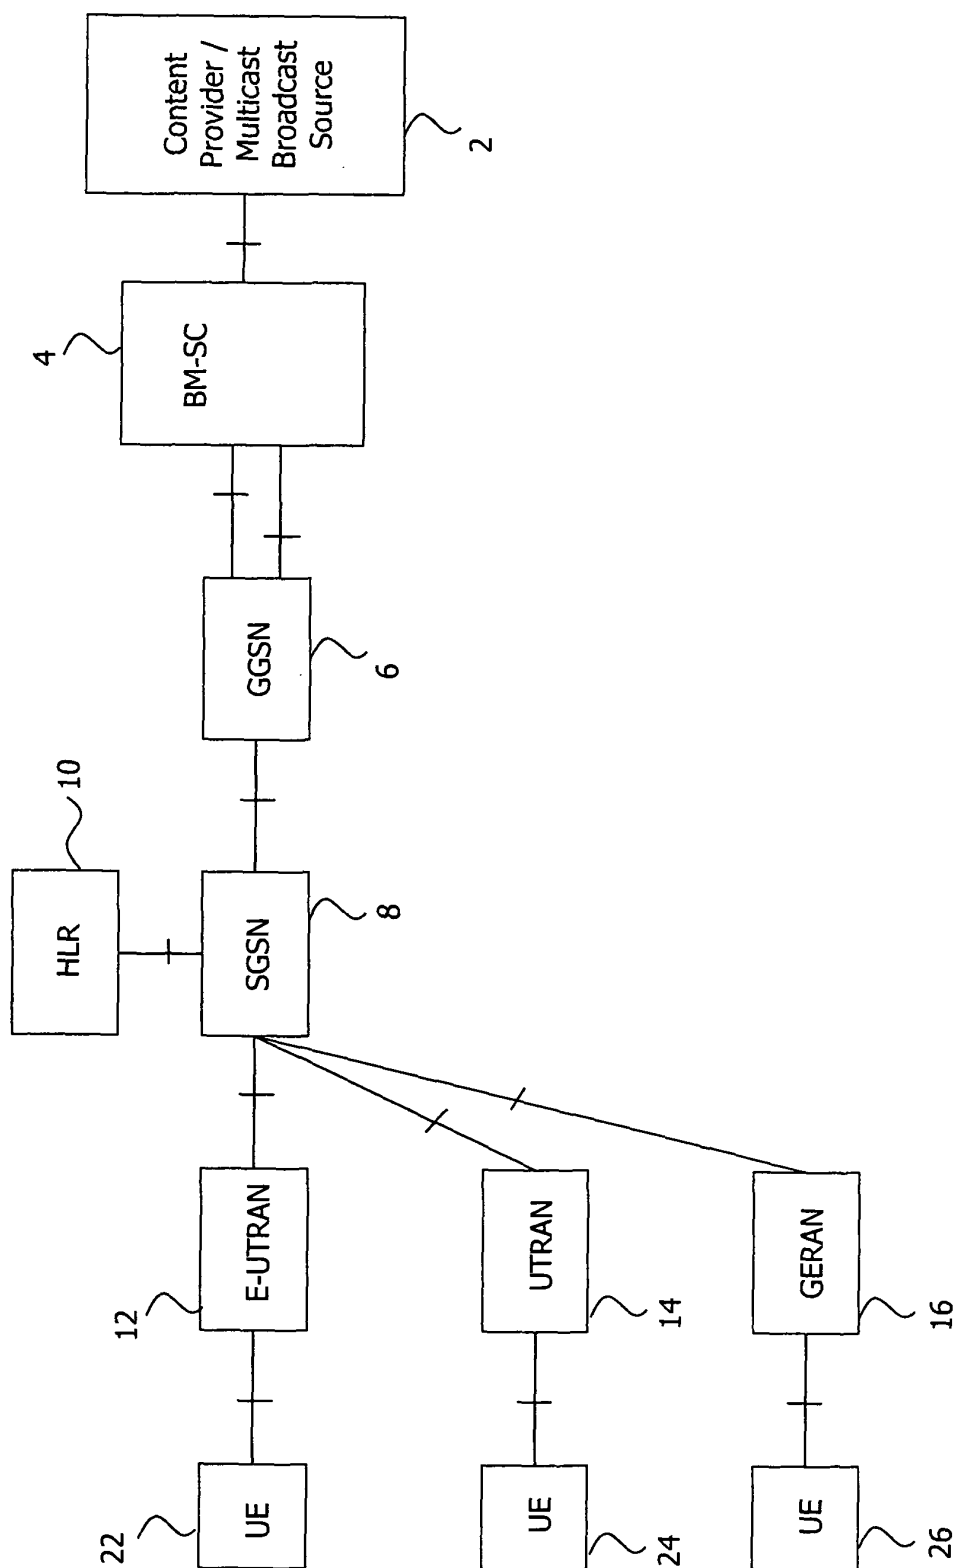 Content
Provider /
Multicast
Broadcast
Source
2
4
BM-SC
GGSN
6
10
HLR
SGSN
8
12
E-UTRAN
UTRAN
14
GERAN
16
22
UE
UE
24
UE
26